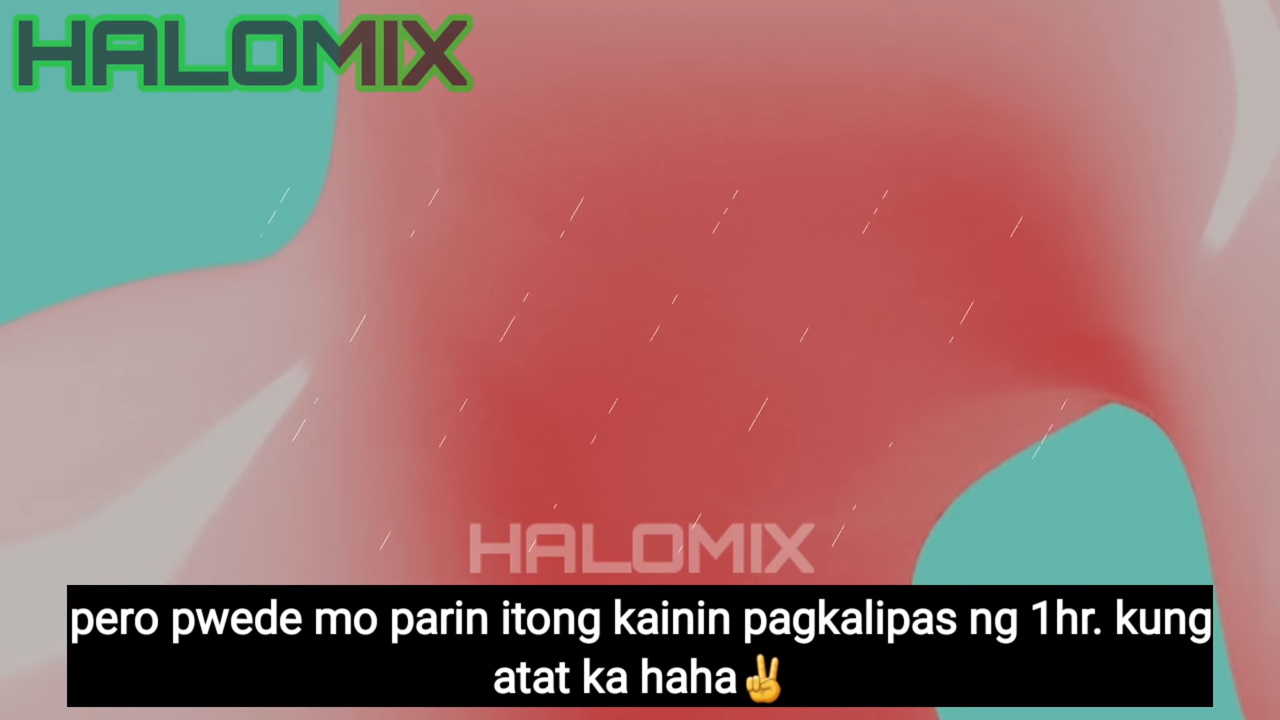 HALOMIX
HALOMIX
pero pwede mo parin itong kainin pagkalipas ng 1hr. kung
atat ka haha✌️